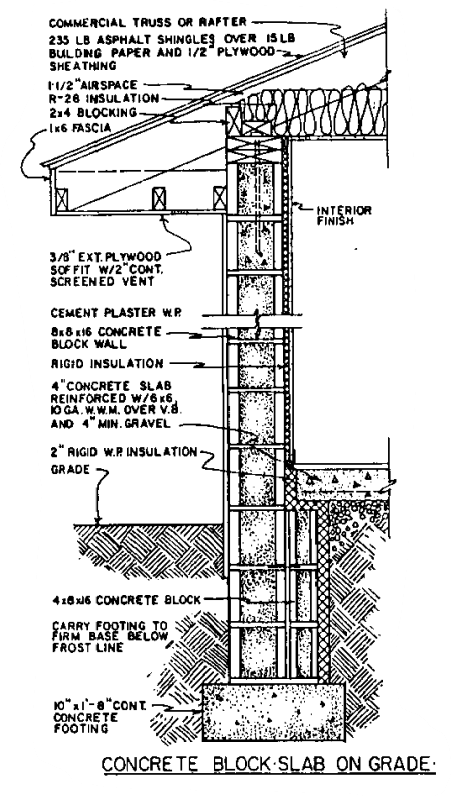 COMMERCIAL TRUSS OR RAFTER
235 LB ASPHALT SHINGLES OVER 15 LB
BUILDING PAPER AND 1/2" PLYWOOD
SHEATHING
1-1/2" AIRSPACE
R-26 INSULATION
2x4 BLOCKING
1x6 FASCIA
INTERIOR
FINISH
3/8" EXT. PLYWOOD
SOFFIT W/2" CONT.
SCREENED VENT
CEMENT PLASTER W.P.
8x8x16 CONCRETE
BLOCK WALL
RIGID INSULATION
4" CONCRETE SLAB
REINFORCED W/6x6,
10 GA. W.W.M. OVER V.B.
AND 4" MIN. GRAVEL
2" RIGID W.P. INSULATION
GRADE
4x8x16 CONCRETE BLOCK
CARRY FOOTING TO
FIRM BASE BELOW
FROST LINE
10" x 1'-8" CONT.
CONCRETE
FOOTING
CONCRETE BLOCK·SLAB ON GRADE·